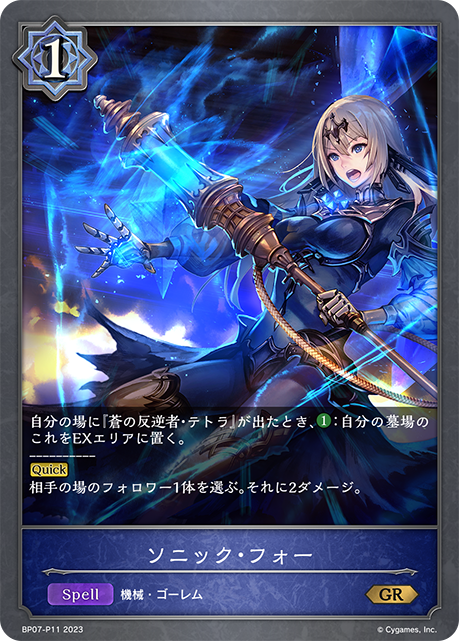 1
自分の場に『蒼の反逆者・テトラ』が出たとき、1：自分の墓場の
これをEXエリアに置く。
----------
Quick
相手の場のフォロワー1体を選ぶ。それに2ダメージ。
ソニック・フォー
Spell 機械・ゴーレム GR
BP07-P11 2023 © Cygames, Inc.